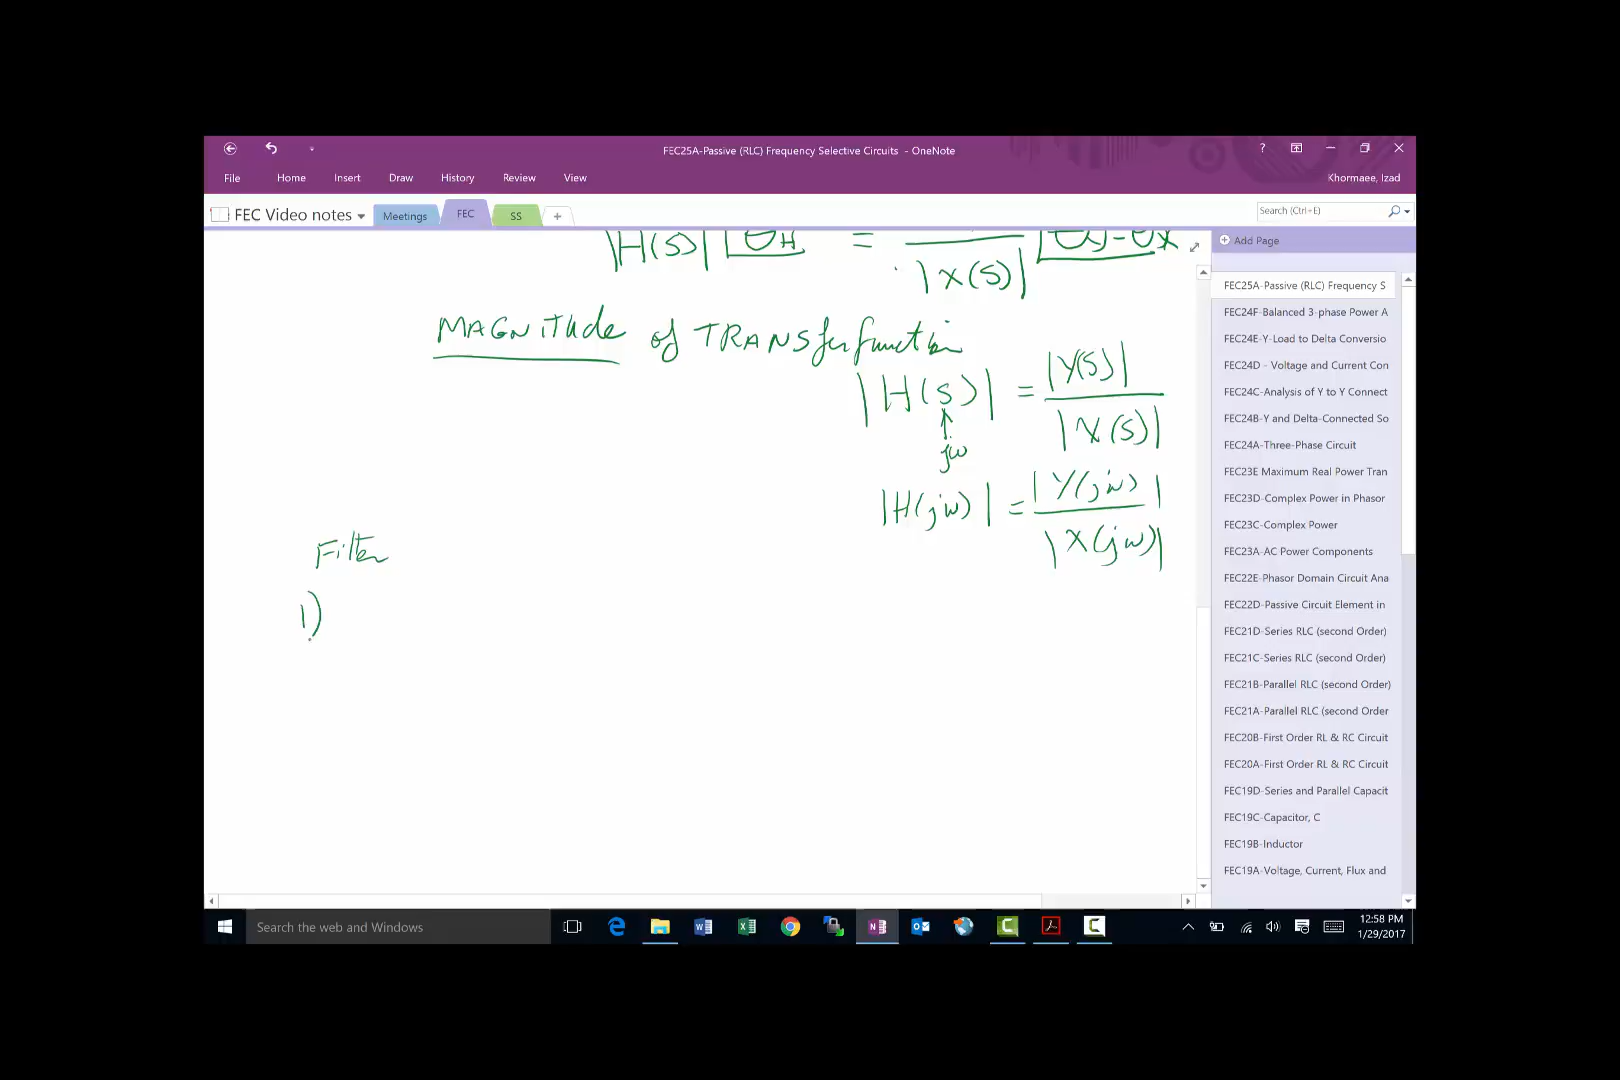 FEC25A-Passive (RLC) Frequency Selective Circuits - OneNote
?
File Home Insert Draw History Review View
Khormaee, Izad
FEC Video notes Meetings FEC SS +
Search (Ctrl+E)
Add Page
|H(S)| θH =
|X(S)|
MAGNITUde of TRANSferfunction
|H(S)| = |Y(S)|
|X(S)|
jω
|H(jω)| = |Y(jω)|
|X(jω)|
Filter
1)
FEC25A-Passive (RLC) Frequency S
FEC24F-Balanced 3-phase Power A
FEC24E-Y-Load to Delta Conversio
FEC24D - Voltage and Current Con
FEC24C-Analysis of Y to Y Connect
FEC24B-Y and Delta-Connected So
FEC24A-Three-Phase Circuit
FEC23E Maximum Real Power Tran
FEC23D-Complex Power in Phasor
FEC23C-Complex Power
FEC23A-AC Power Components
FEC22E-Phasor Domain Circuit Ana
FEC22D-Passive Circuit Element in
FEC21D-Series RLC (second Order)
FEC21C-Series RLC (second Order)
FEC21B-Parallel RLC (second Order)
FEC21A-Parallel RLC (second Order
FEC20B-First Order RL & RC Circuit
FEC20A-First Order RL & RC Circuit
FEC19D-Series and Parallel Capacit
FEC19C-Capacitor, C
FEC19B-Inductor
FEC19A-Voltage, Current, Flux and
Search the web and Windows
12:58 PM
1/29/2017